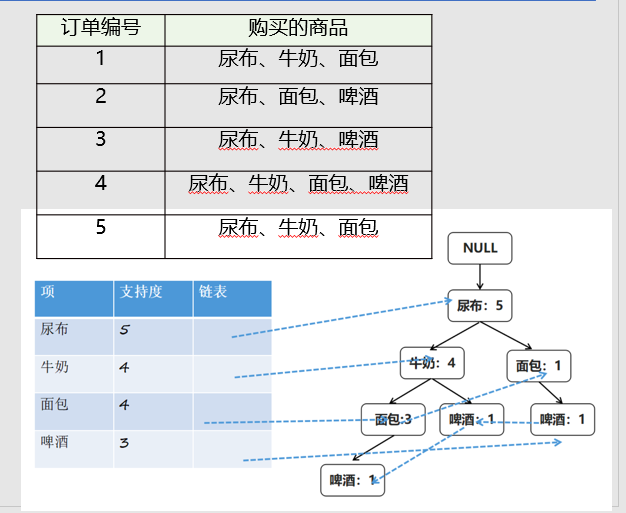 订单编号 购买的商品
1 尿布、牛奶、面包
2 尿布、面包、啤酒
3 尿布、牛奶、啤酒
4 尿布、牛奶、面包、啤酒
5 尿布、牛奶、面包
项 支持度 链表
尿布 5
牛奶 4
面包 4
啤酒 3
NULL
尿布：5
牛奶：4 面包：1
面包:3 啤酒：1 啤酒：1
啤酒：1